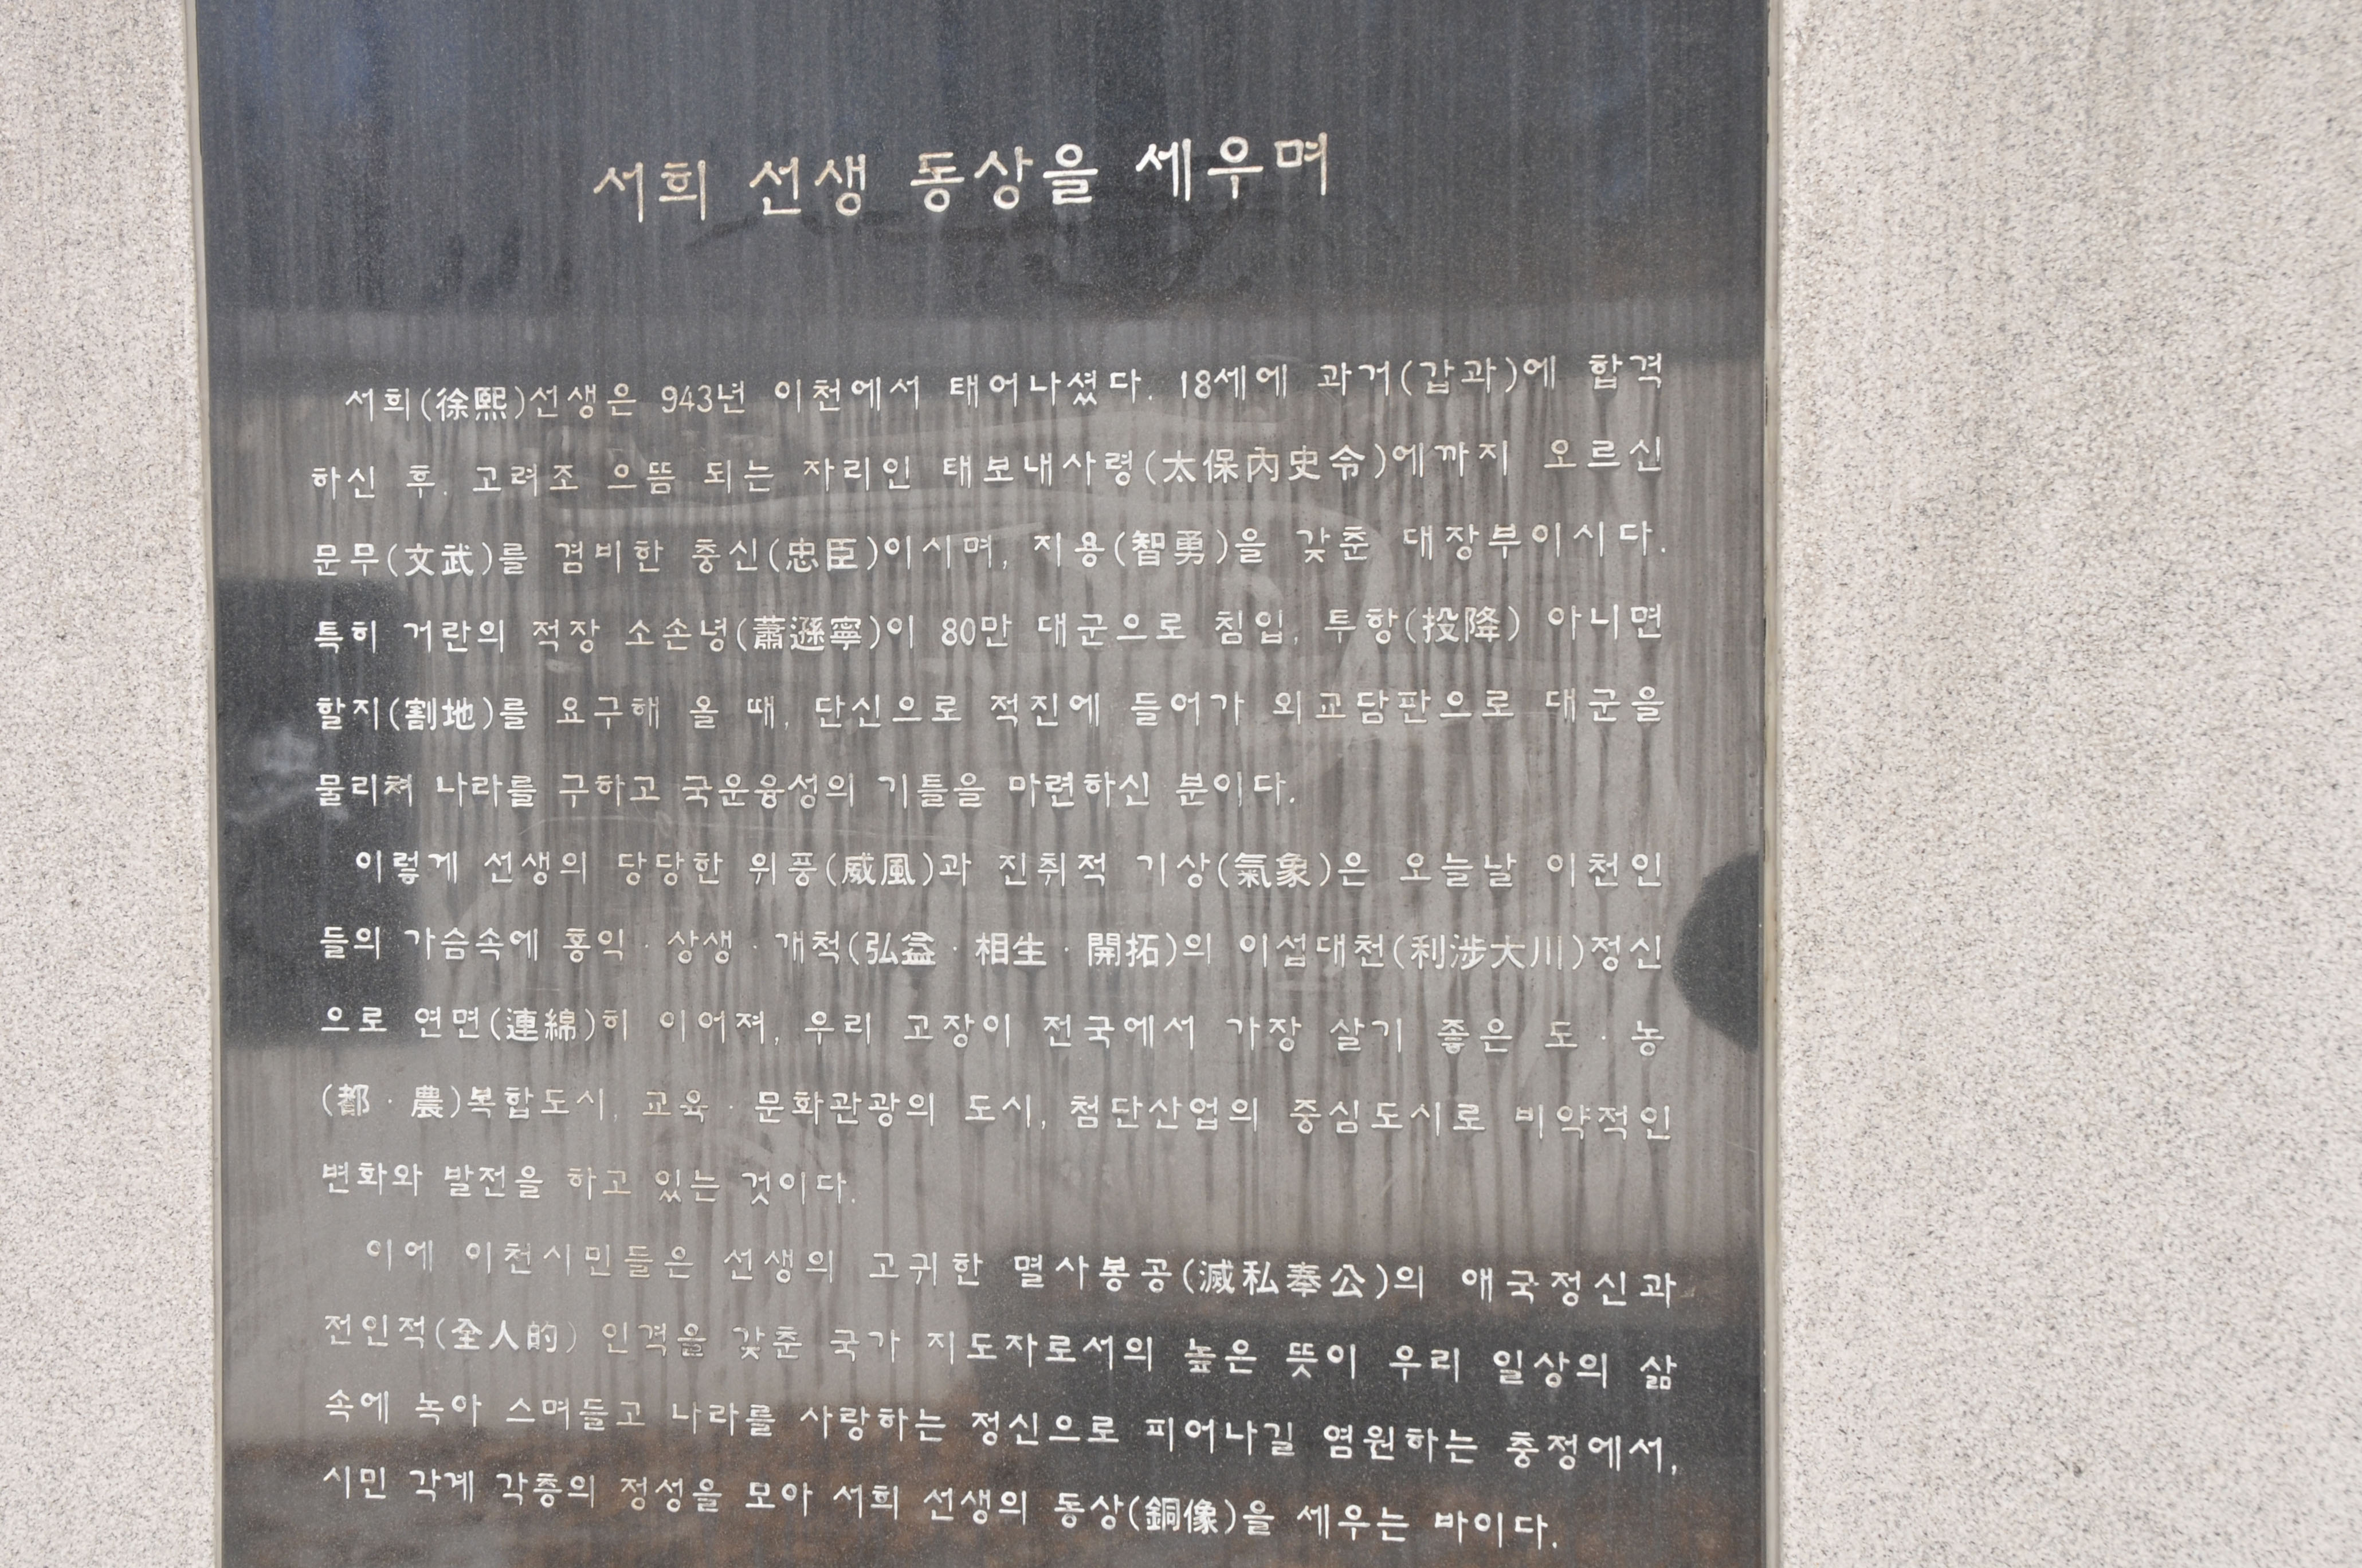 서희 선생 동상을 세우며
서희(徐熙)선생은 943년 이천에서 태어나셨다. 18세에 과거(갑과)에 합격
하신 후, 고려조 으뜸 되는 자리인 태보내사령(太保內史令)에까지 오르신
문무(文武)를 겸비한 충신(忠臣)이시며, 지용(智勇)을 갖춘 대장부이시다.
특히 거란의 적장 소손녕(蕭遜寧)이 80만 대군으로 침입, 투항(投降) 아니면
할지(割地)를 요구해 올 때, 단신으로 적진에 들어가 외교담판으로 대군을
물리쳐 나라를 구하고 국운융성의 기틀을 마련하신 분이다.
이렇게 선생의 당당한 위풍(威風)과 진취적 기상(氣象)은 오늘날 이천인
들의 가슴속에 홍익·상생·개척(弘益·相生·開拓)의 이섭대천(利涉大川)정신
으로 연면(連綿)히 이어져, 우리 고장이 전국에서 가장 살기 좋은 도·농
(都·農)복합도시, 교육·문화관광의 도시, 첨단산업의 중심도시로 비약적인
변화와 발전을 하고 있는 것이다.
이에 이천시민들은 선생의 고귀한 멸사봉공(滅私奉公)의 애국정신과
전인적(全人的) 인격을 갖춘 국가 지도자로서의 높은 뜻이 우리 일상의 삶
속에 녹아 스며들고 나라를 사랑하는 정신으로 피어나길 염원하는 충정에서,
시민 각계 각층의 정성을 모아 서희 선생의 동상(銅像)을 세우는 바이다.